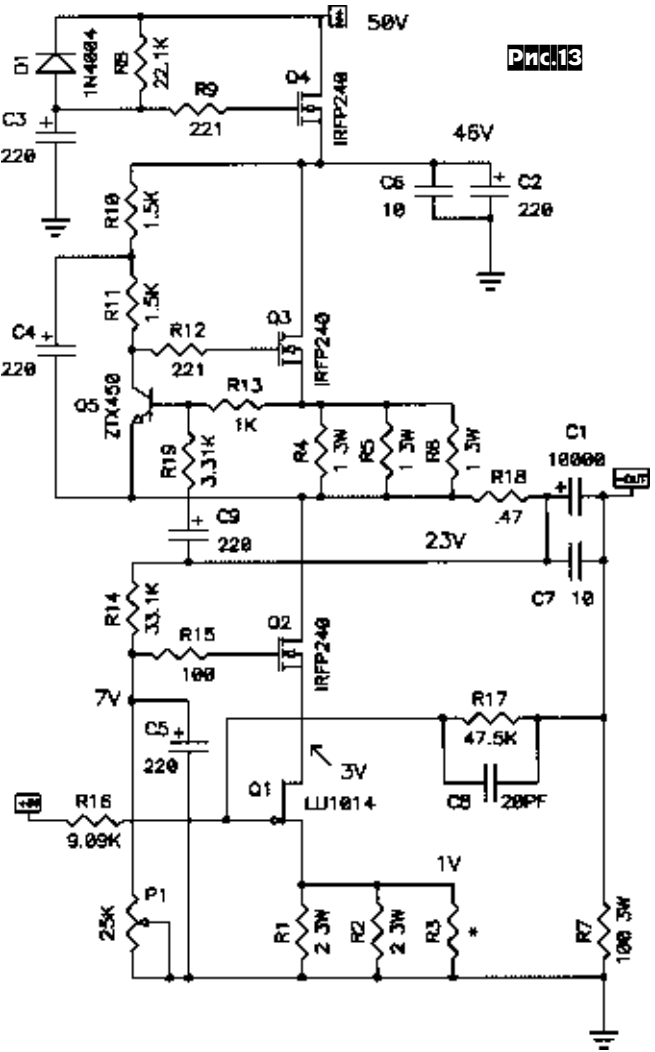 50V
Рис.13
D1
1N4004
R8
22.1K
R9
221
Q4
IRFP240
C3
+
220
46V
C6
10
+
C2
220
R10
1.5K
R11
1.5K
C4
+
220
R12
221
Q3
IRFP240
Q5
ZTX450
R13
1K
R19
3.31K
R4
1 3W
R5
1 3W
R6
1 3W
R18
.47
C1
10000
+
-OUT
+
C9
220
23V
C7 10
R14
33.1K
R15
100
Q2
IRFP240
7V
C5
+
220
R17
47.5K
C8
20PF
3V
Q1
LU1014
R16
9.09K
1V
P1
25K
R1
2 3W
R2
2 3W
R3
*
R7
100 3W